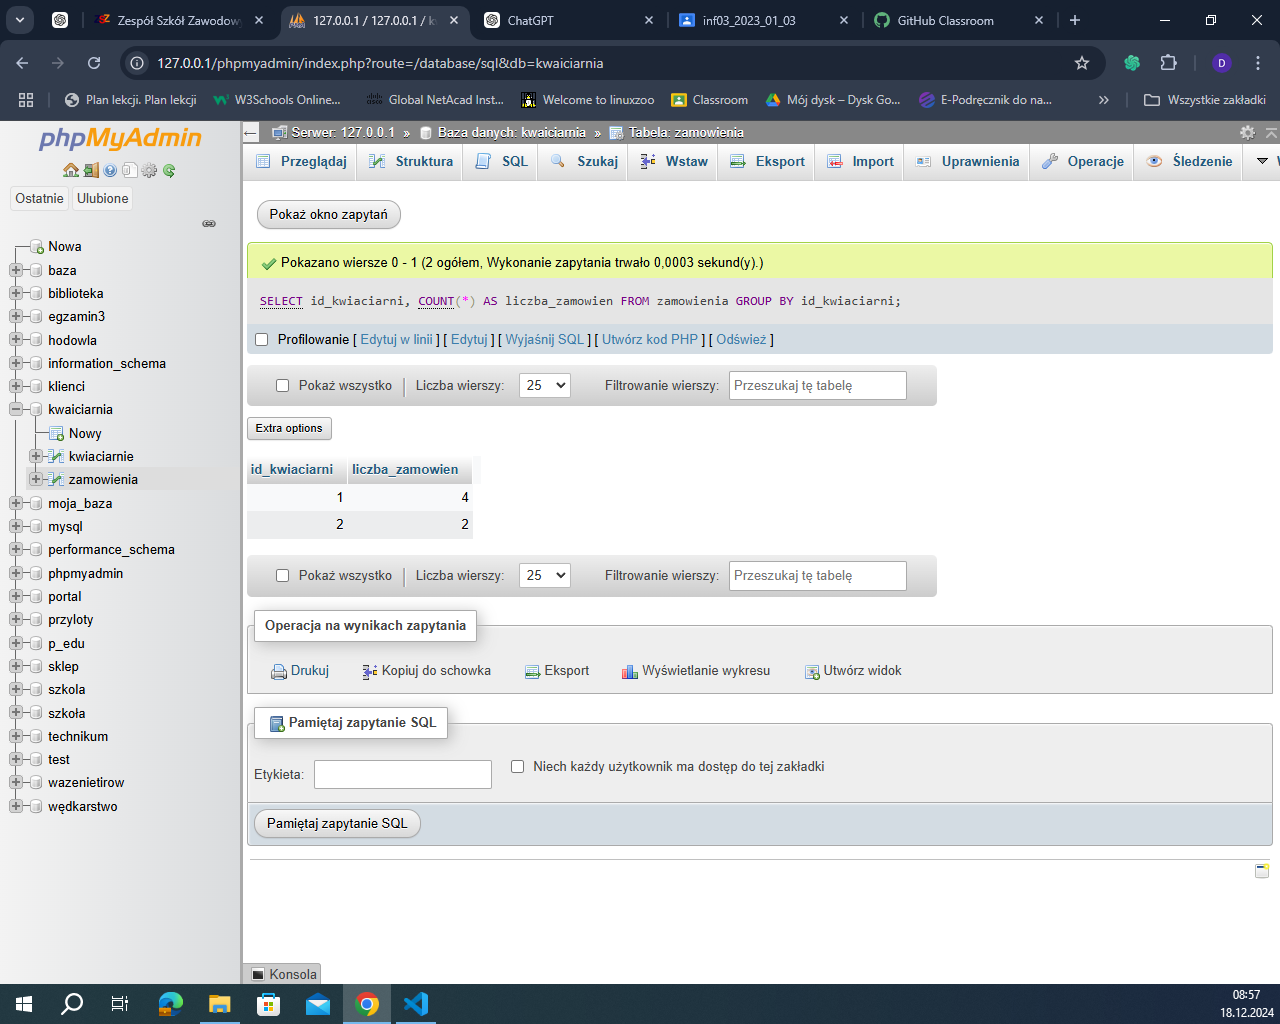 Zespół Szkół Zawodowy
127.0.0.1 / 127.0.0.1 / k
ChatGPT
inf03_2023_01_03
GitHub Classroom
127.0.0.1/phpmyadmin/index.php?route=/database/sql&db=kwaiciarnia
D
Plan lekcji. Plan lekcji
W3Schools Online...
Global NetAcad Inst...
Welcome to linuxzoo
Classroom
Mój dysk – Dysk Go...
E-Podręcznik do na...
Wszystkie zakładki
phpMyAdmin
Ostatnie
Ulubione
Nowa
baza
biblioteka
egzamin3
hodowla
information_schema
klienci
kwaiciarnia
Nowy
kwiaciarnie
zamowienia
moja_baza
mysql
performance_schema
phpmyadmin
portal
przyloty
p_edu
sklep
szkola
szkoła
technikum
test
wazenietirow
wędkarstwo
Serwer: 127.0.0.1 » Baza danych: kwaiciarnia » Tabela: zamowienia
Przeglądaj
Struktura
SQL
Szukaj
Wstaw
Eksport
Import
Uprawnienia
Operacje
Śledzenie
Pokaż okno zapytań
Pokazano wiersze 0 - 1 (2 ogółem, Wykonanie zapytania trwało 0,0003 sekund(y).)
SELECT id_kwiaciarni, COUNT(*) AS liczba_zamowien FROM zamowienia GROUP BY id_kwiaciarni;
Profilowanie [ Edytuj w linii ] [ Edytuj ] [ Wyjaśnij SQL ] [ Utwórz kod PHP ] [ Odśwież ]
Pokaż wszystko
Liczba wierszy: 25
Filtrowanie wierszy: Przeszukaj tę tabelę
Extra options
id_kwiaciarni liczba_zamowien
1 4
2 2
Pokaż wszystko
Liczba wierszy: 25
Filtrowanie wierszy: Przeszukaj tę tabelę
Operacja na wynikach zapytania
Drukuj
Kopiuj do schowka
Eksport
Wyświetlanie wykresu
Utwórz widok
Pamiętaj zapytanie SQL
Etykieta:
Niech każdy użytkownik ma dostęp do tej zakładki
Pamiętaj zapytanie SQL
Konsola
08:57
18.12.2024